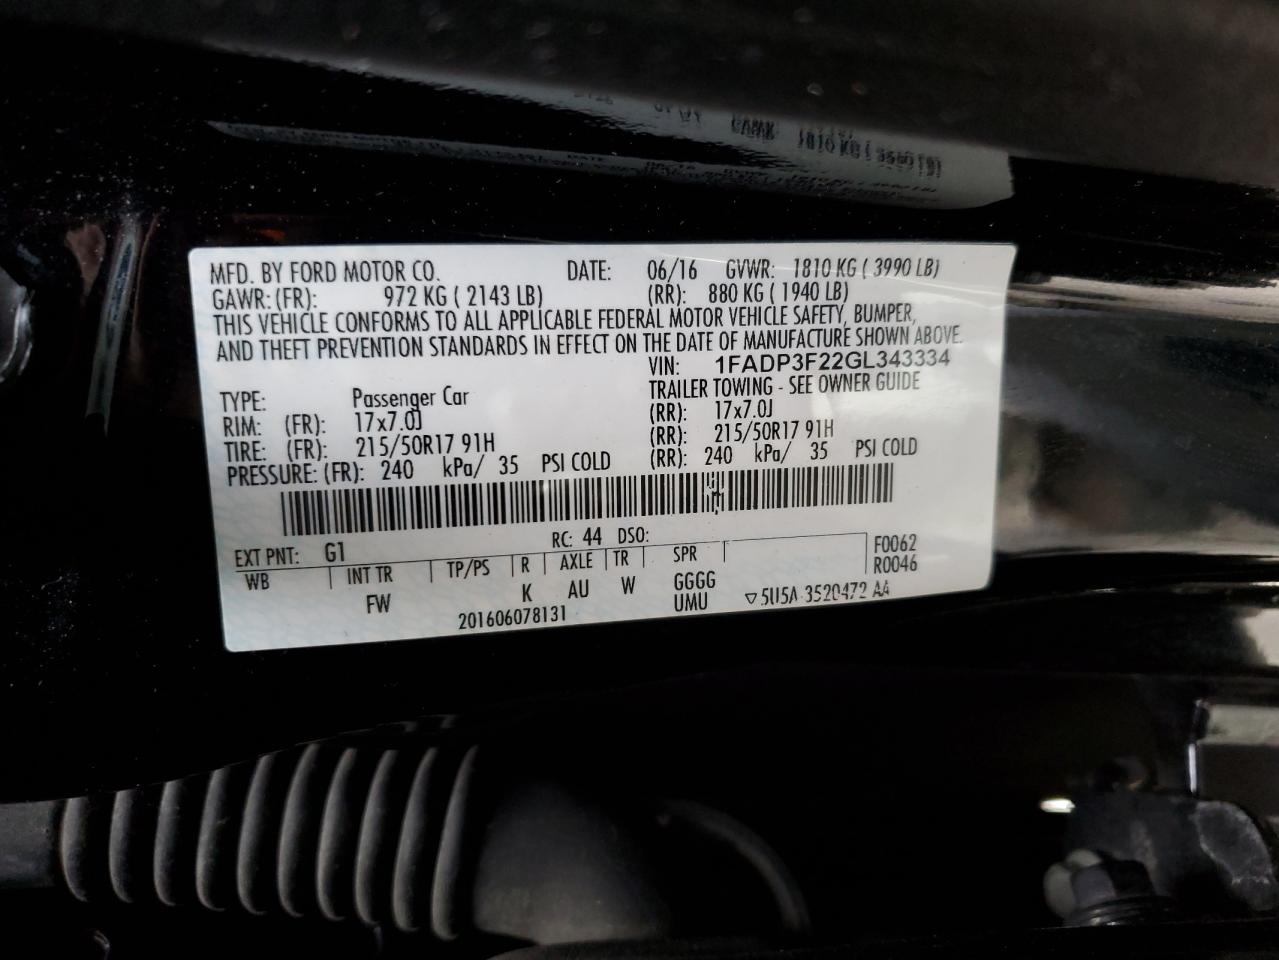 MFD. BY FORD MOTOR CO. DATE: 06/16 GVWR: 1810 KG ( 3990 LB)
GAWR: (FR): 972 KG ( 2143 LB) (RR): 880 KG ( 1940 LB)
THIS VEHICLE CONFORMS TO ALL APPLICABLE FEDERAL MOTOR VEHICLE SAFETY, BUMPER,
AND THEFT PREVENTION STANDARDS IN EFFECT ON THE DATE OF MANUFACTURE SHOWN ABOVE.
VIN: 1FADP3F22GL343334
TYPE: Passenger Car TRAILER TOWING - SEE OWNER GUIDE
RIM: (FR): 17x7.0J (RR): 17x7.0J
TIRE: (FR): 215/50R17 91H (RR): 215/50R17 91H
PRESSURE: (FR): 240 kPa/ 35 PSI COLD (RR): 240 kPa/ 35 PSI COLD
EXT PNT: G1 RC: 44 DSO: F0062
WB INT TR TP/PS R AXLE TR SPR R0046
FW K AU W GGGG
201606078131 UMU ▽5U5A 3520472 AA